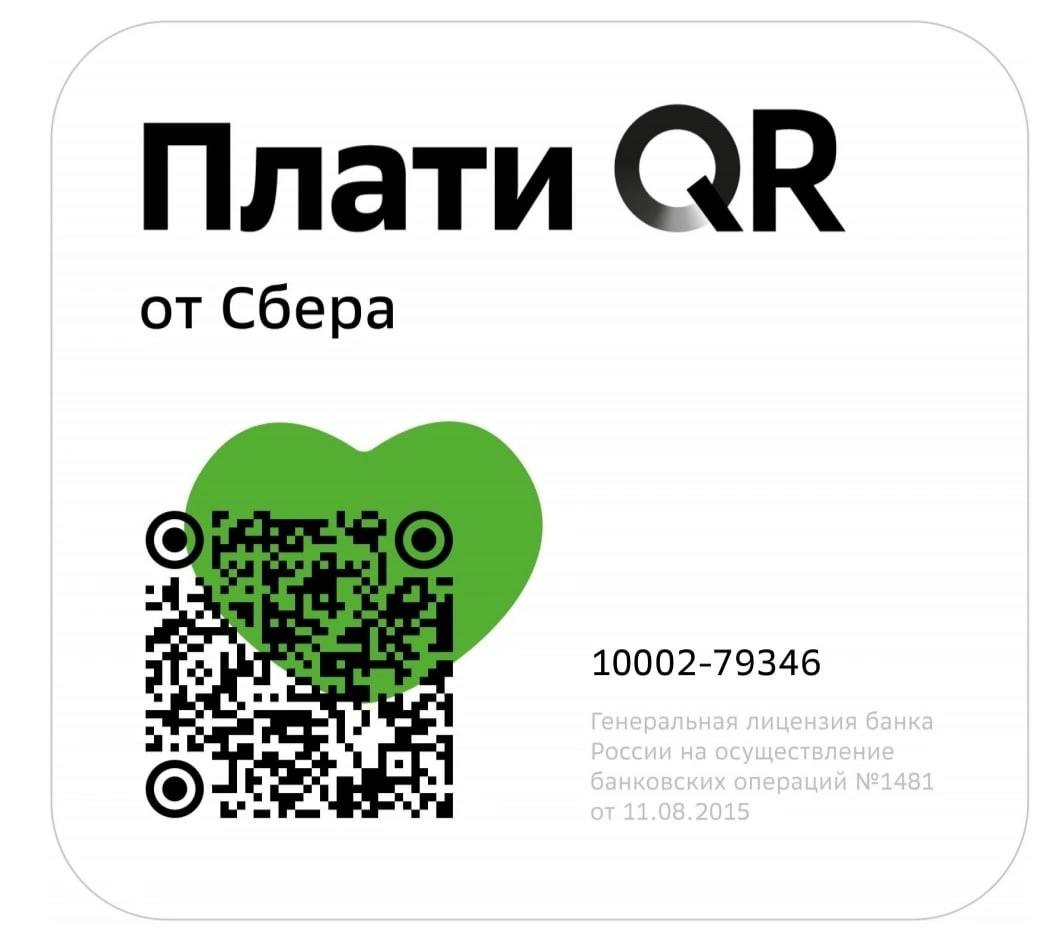 Плати QR
от Сбера
10002-79346
Генеральная лицензия банка
России на осуществление
банковских операций №1481
от 11.08.2015